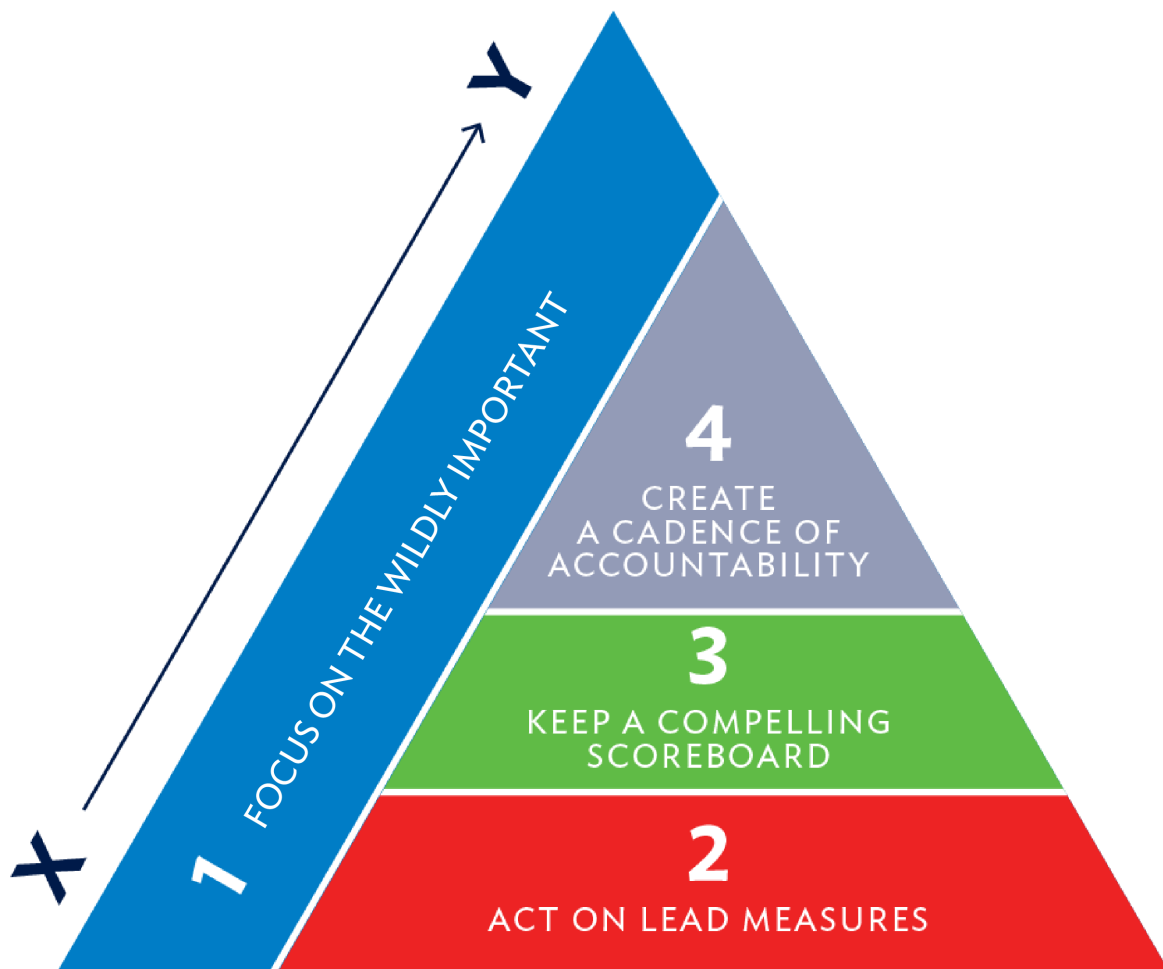 Y
X
1 FOCUS ON THE WILDLY IMPORTANT
4
CREATE
A CADENCE OF
ACCOUNTABILITY
3
KEEP A COMPELLING
SCOREBOARD
2
ACT ON LEAD MEASURES